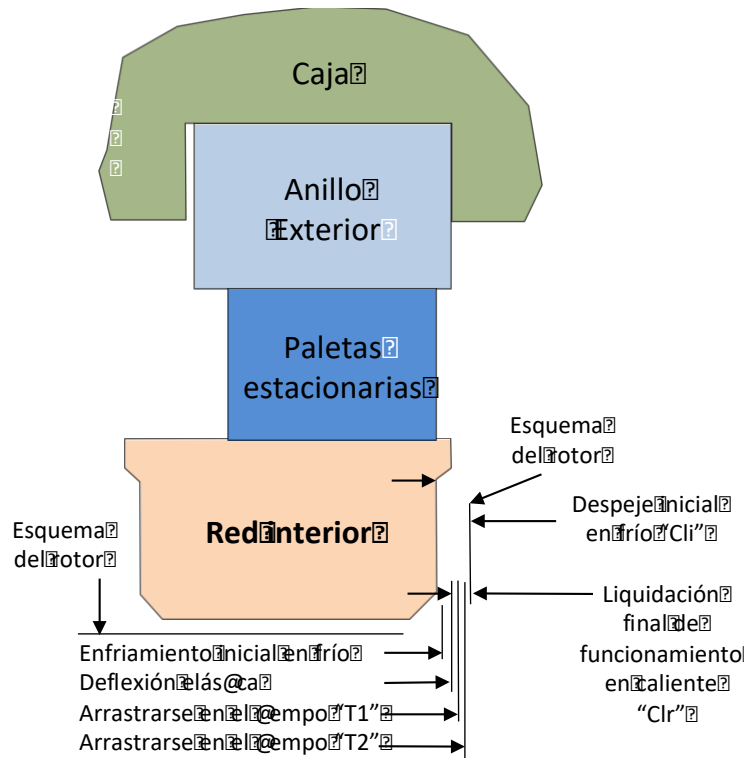 Caja⍰
⍰
⍰
⍰
Anillo⍰
⍰Exterior⍰
Paletas⍰
estacionarias⍰
Esquema⍰
del⍰rotor⍰
Despeje⍰inicial⍰
en⍰frío⍰“Cli”⍰
Red⍰interior⍰
Esquema⍰
del⍰rotor⍰
Liquidación⍰
final⍰de⍰
funcionamiento
en⍰caliente⍰
“Clr”⍰
Enfriamiento⍰inicial⍰en⍰frío⍰
Deflexión⍰elás@ca⍰
Arrastrarse⍰en⍰el⍰@empo⍰“T1”⍰
Arrastrarse⍰en⍰el⍰@empo⍰“T2”⍰